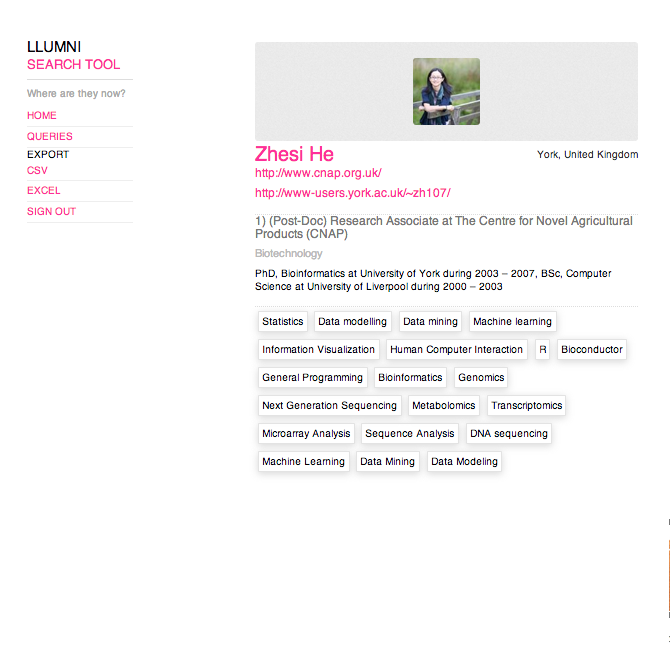 LLUMNI
SEARCH TOOL
Where are they now?
HOME
QUERIES
EXPORT
CSV
EXCEL
SIGN OUT
Zhesi He
York, United Kingdom
http://www.cnap.org.uk/
http://www-users.york.ac.uk/~zh107/
1) (Post-Doc) Research Associate at The Centre for Novel Agricultural
Products (CNAP)
Biotechnology
PhD, Bioinformatics at University of York during 2003 – 2007, BSc, Computer
Science at University of Liverpool during 2000 – 2003
Statistics Data modelling Data mining Machine learning
Information Visualization Human Computer Interaction R Bioconductor
General Programming Bioinformatics Genomics
Next Generation Sequencing Metabolomics Transcriptomics
Microarray Analysis Sequence Analysis DNA sequencing
Machine Learning Data Mining Data Modeling